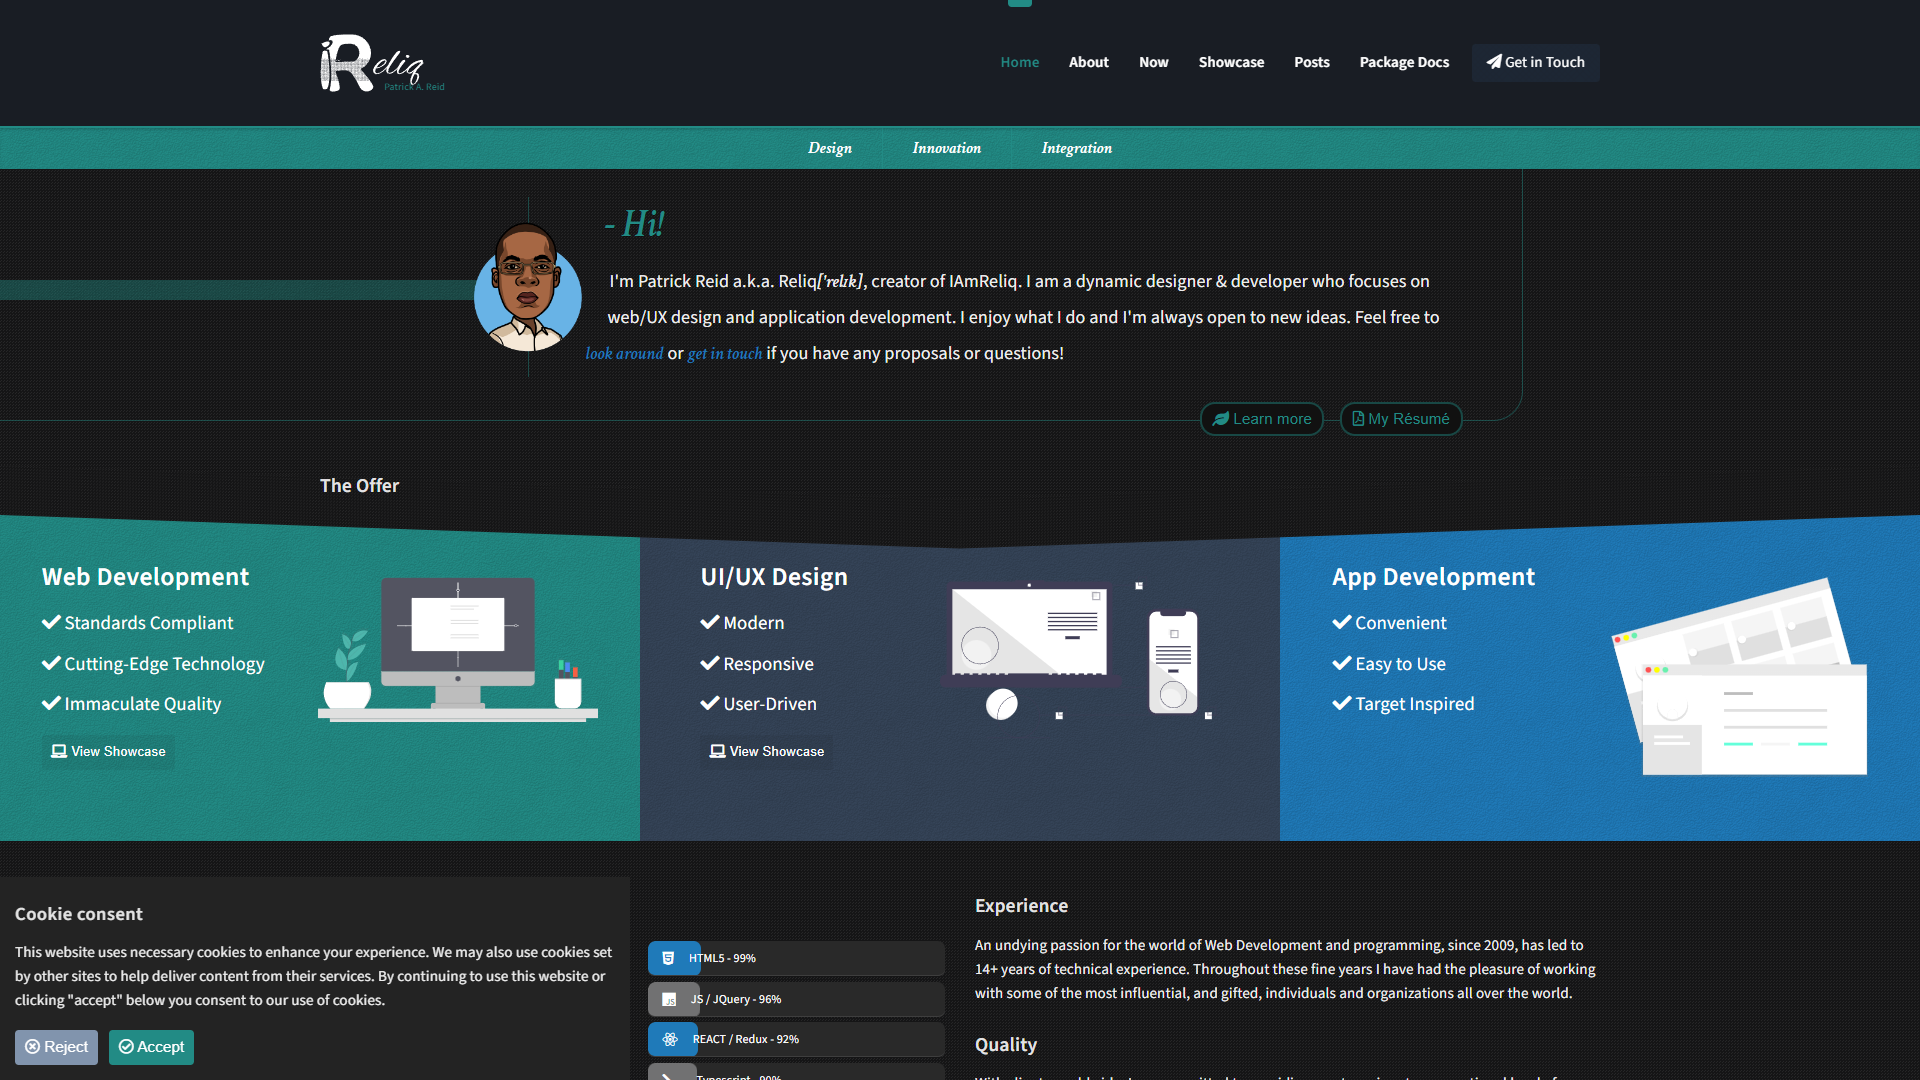 iReliq
Patrick A. Reid
Home
About
Now
Showcase
Posts
Package Docs
Get in Touch
Design
Innovation
Integration
- Hi!
I'm Patrick Reid a.k.a. Reliq['relɪk], creator of IAmReliq. I am a dynamic designer & developer who focuses on
web/UX design and application development. I enjoy what I do and I'm always open to new ideas. Feel free to
look around or get in touch if you have any proposals or questions!
Learn more
My Résumé
The Offer
Web Development
Standards Compliant
Cutting-Edge Technology
Immaculate Quality
View Showcase
UI/UX Design
Modern
Responsive
User-Driven
View Showcase
App Development
Convenient
Easy to Use
Target Inspired
Cookie consent
This website uses necessary cookies to enhance your experience. We may also use cookies set
by other sites to help deliver content from their services. By continuing to use this website or
clicking "accept" below you consent to our use of cookies.
Reject
Accept
HTML5 - 99%
JS / JQuery - 96%
REACT / Redux - 92%
Typescript - 90%
Experience
An undying passion for the world of Web Development and programming, since 2009, has led to
14+ years of technical experience. Throughout these fine years I have had the pleasure of working
with some of the most influential, and gifted, individuals and organizations all over the world.
Quality